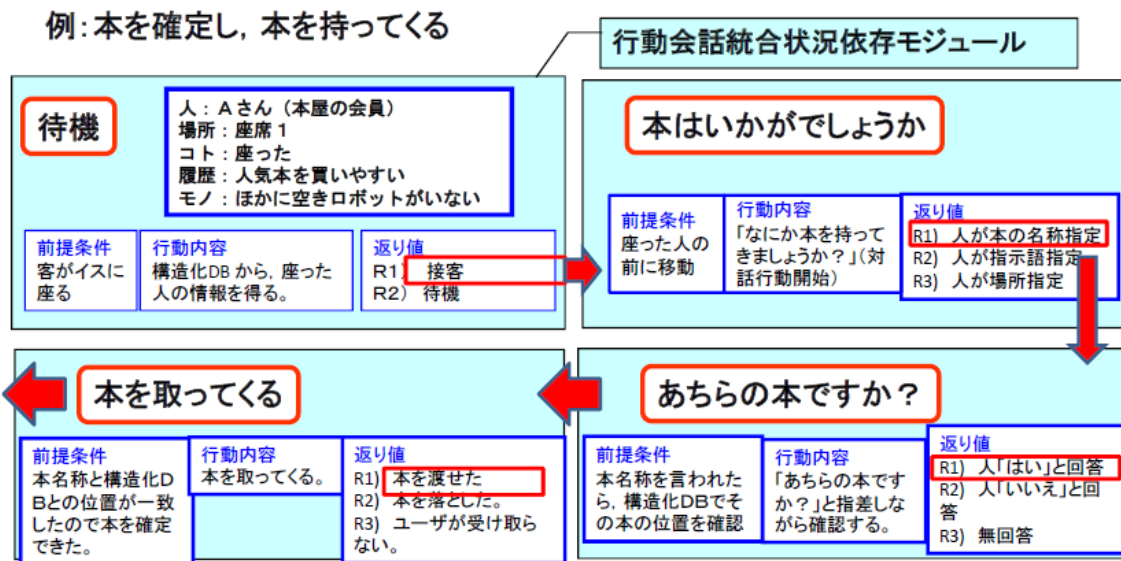 例：本を確定し，本を持ってくる
行動会話統合状況依存モジュール
待機
人：Ａさん（本屋の会員）
場所：座席１
コト：座った
履歴：人気本を買いやすい
モノ：ほかに空きロボットがいない
前提条件
客がイスに
座る
行動内容
構造化DB から，座った
人の情報を得る。
返り値
R1） 接客
R2） 待機
本はいかがでしょうか
前提条件
座った人の
前に移動
行動内容
「なにか本を持って
きましょうか？」（対
話行動開始）
返り値
R1) 人が本の名称指定
R2) 人が指示語指定
R3) 人が場所指定
あちらの本ですか？
前提条件
本名称を言われた
ら，構造化DBでそ
の本の位置を確認
行動内容
「あちらの本です
か？」と指差しな
がら確認する。
返り値
R1) 人「はい」と回答
R2) 人「いいえ」と回
答
R3) 無回答
本を取ってくる
前提条件
本名称と構造化D
Bとの位置が一致
したので本を確定
できた。
行動内容
本を取ってくる。
返り値
R1) 本を渡せた
R2) 本を落とした。
R3) ユーザが受け取ら
ない。